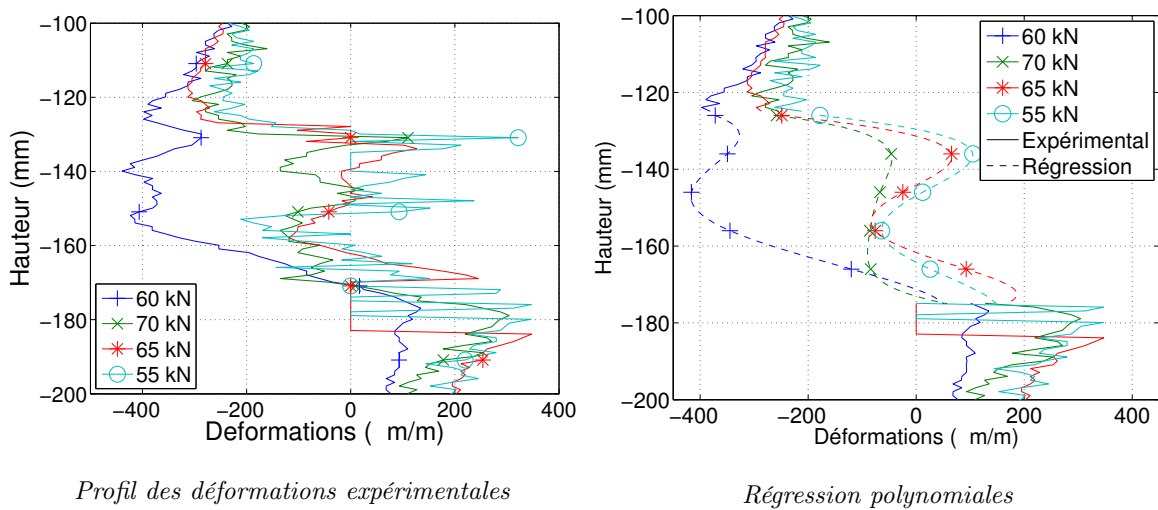 −100
−120
−140
−160
−180
−200
Hauteur (mm)
−400
−200
0
200
400
Deformations ( m/m)
60 kN
70 kN
65 kN
55 kN
Profil des déformations expérimentales
−100
−120
−140
−160
−180
−200
Hauteur (mm)
−400
−200
0
200
400
Déformations ( m/m)
60 kN
70 kN
65 kN
55 kN
Expérimental
Régression
Régression polynomiales